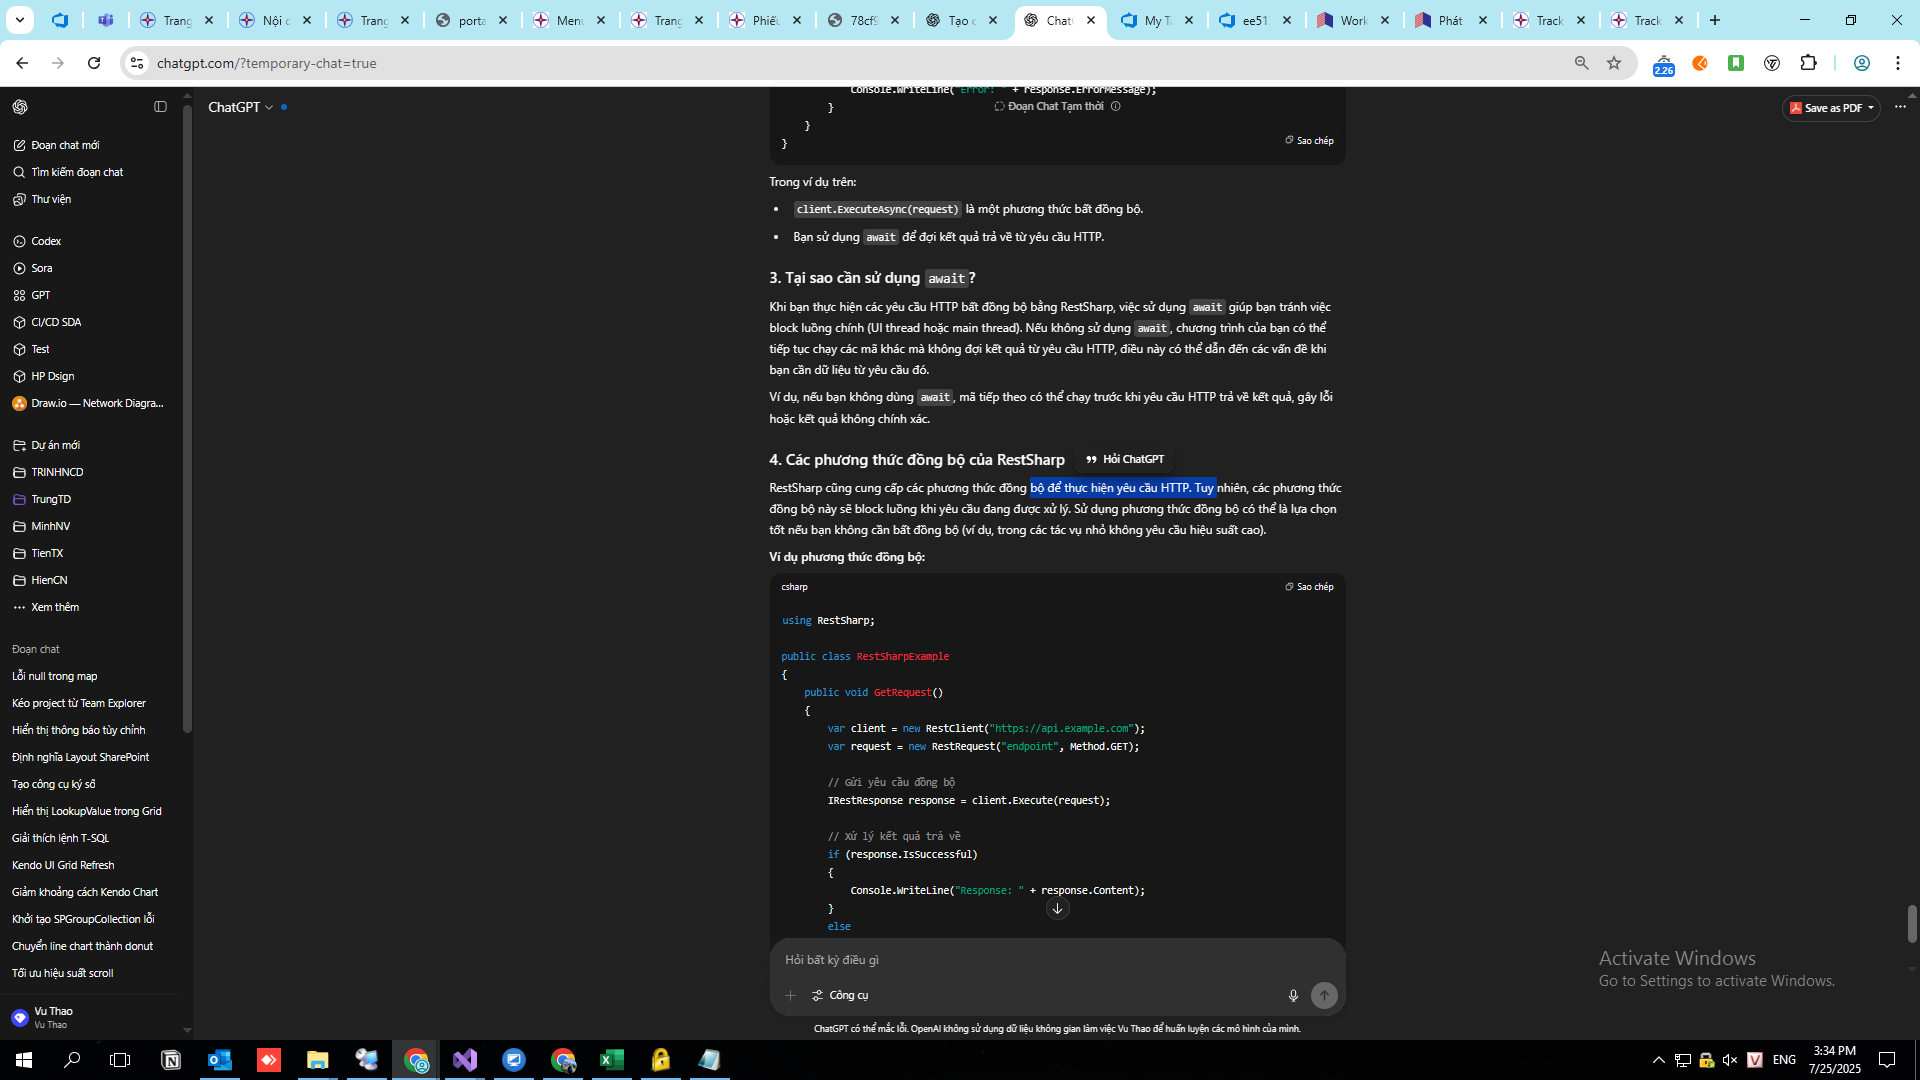 Trang
Nội c
Trang
porta
Menu
Trang
Phiếu
78cf9
Tạo c
Chat
My Ta
ee51
Work
Phát
Track
Track
chatgpt.com/?temporary-chat=true
2.26
ChatGPT
Đoạn Chat Tạm thời
Save as PDF
Đoạn chat mới
Tìm kiếm đoạn chat
Thư viện
Codex
Sora
GPT
CI/CD SDA
Test
HP Dsign
Draw.io — Network Diagra...
Dự án mới
TRINHNCD
TrungTD
MinhNV
TienTX
HienCN
Xem thêm
Đoạn chat
Lỗi null trong map
Kéo project từ Team Explorer
Hiển thị thông báo tùy chỉnh
Định nghĩa Layout SharePoint
Tạo công cụ ký số
Hiển thị LookupValue trong Grid
Giải thích lệnh T-SQL
Kendo UI Grid Refresh
Giảm khoảng cách Kendo Chart
Khởi tạo SPGroupCollection lỗi
Chuyển line chart thành donut
Tối ưu hiệu suất scroll
Vu Thao
Vu Thao
Console.WriteLine("Error: " + response.ErrorMessage);
}
}
}
Sao chép
Trong ví dụ trên:
• client.ExecuteAsync(request) là một phương thức bất đồng bộ.
• Bạn sử dụng await để đợi kết quả trả về từ yêu cầu HTTP.
3. Tại sao cần sử dụng await?
Khi bạn thực hiện các yêu cầu HTTP bất đồng bộ bằng RestSharp, việc sử dụng await giúp bạn tránh việc
block luồng chính (UI thread hoặc main thread). Nếu không sử dụng await, chương trình của bạn có thể
tiếp tục chạy các mã khác mà không đợi kết quả từ yêu cầu HTTP, điều này có thể dẫn đến các vấn đề khi
bạn cần dữ liệu từ yêu cầu đó.
Ví dụ, nếu bạn không dùng await, mã tiếp theo có thể chạy trước khi yêu cầu HTTP trả về kết quả, gây lỗi
hoặc kết quả không chính xác.
4. Các phương thức đồng bộ của RestSharp
Hỏi ChatGPT
RestSharp cũng cung cấp các phương thức đồng bộ để thực hiện yêu cầu HTTP. Tuy nhiên, các phương thức
đồng bộ này sẽ block luồng khi yêu cầu đang được xử lý. Sử dụng phương thức đồng bộ có thể là lựa chọn
tốt nếu bạn không cần bất đồng bộ (ví dụ, trong các tác vụ nhỏ không yêu cầu hiệu suất cao).
Ví dụ phương thức đồng bộ:
csharp
Sao chép
using RestSharp;
public class RestSharpExample
{
public void GetRequest()
{
var client = new RestClient("https://api.example.com");
var request = new RestRequest("endpoint", Method.GET);
// Gửi yêu cầu đồng bộ
IRestResponse response = client.Execute(request);
// Xử lý kết quả trả về
if (response.IsSuccessful)
{
Console.WriteLine("Response: " + response.Content);
}
else
Hỏi bất kỳ điều gì
Công cụ
ChatGPT có thể mắc lỗi. OpenAI không sử dụng dữ liệu không gian làm việc Vu Thao để huấn luyện các mô hình của mình.
Activate Windows
Go to Settings to activate Windows.
ENG
3:34 PM
7/25/2025